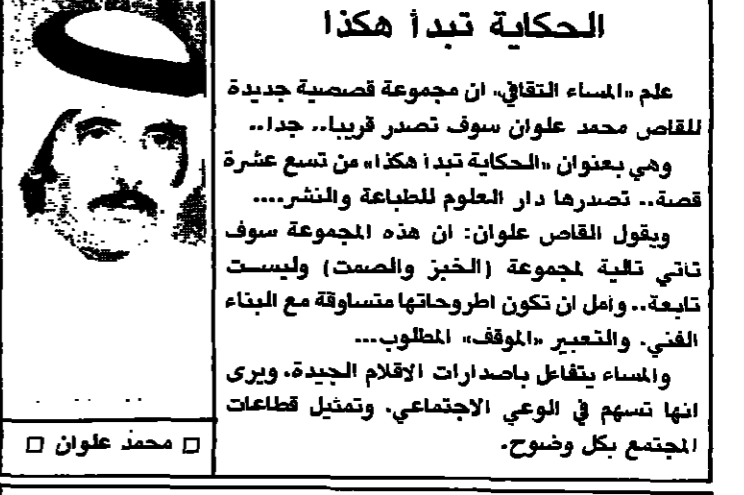 الحكاية تبدأ هكذا
علم «المساء الثقافي» ان مجموعة قصصية جديدة
للقاص محمد علوان سوف تصدر قريبا.. جدا..
وهي بعنوان «الحكاية تبدأ هكذا» من تسع عشرة
قصة.. تصدرها دار العلوم للطباعة والنشر....
ويقول القاص علوان: ان هذه المجموعة سوف
تاتي تالية لمجموعة (الخبز والصمت) وليست
تابعة.. وآمل ان تكون اطروحاتها متساوقة مع البناء
الفني. والتعبير «الموقف» المطلوب...
والمساء يتفاعل باصدارات الاقلام الجيدة. ويرى
انها تسهم في الوعي الاجتماعي. وتمثيل قطاعات
المجتمع بكل وضوح.
□ محمد علوان □